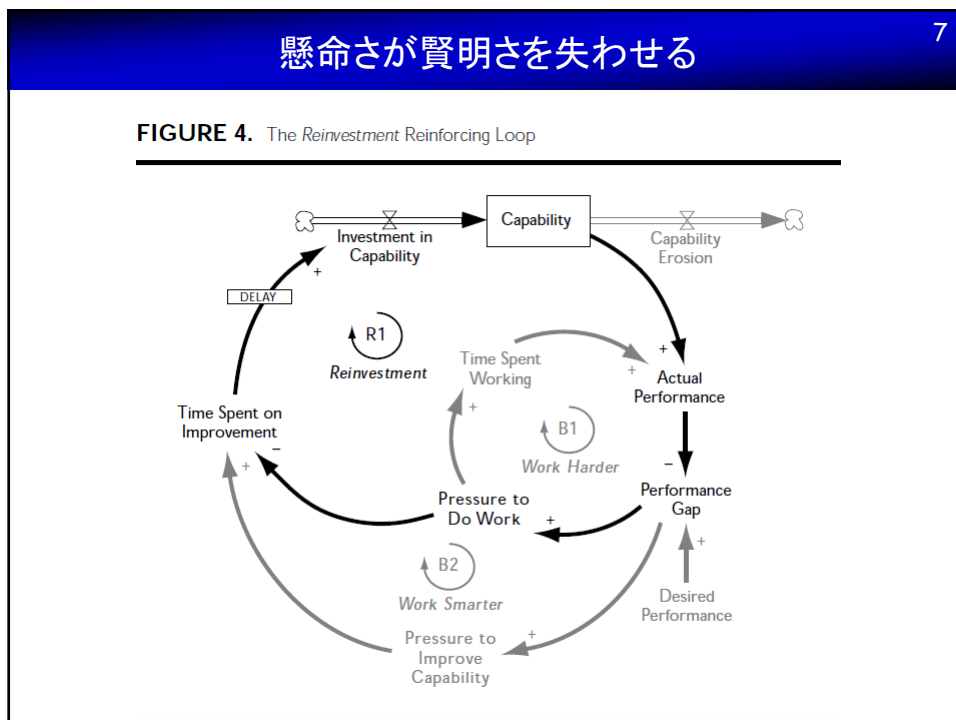 懸命さが賢明さを失わせる
7
FIGURE 4. The Reinvestment Reinforcing Loop
Capability
Investment in
Capability
+
Capability
Erosion
DELAY
R1
Reinvestment
Time Spent
Working
+
+
+
Actual
Performance
Time Spent on
Improvement
−
+
B1
Work Harder
−
Performance
Gap
Pressure to
Do Work
+
+
B2
Work Smarter
Desired
Performance
Pressure to
Improve
Capability
+